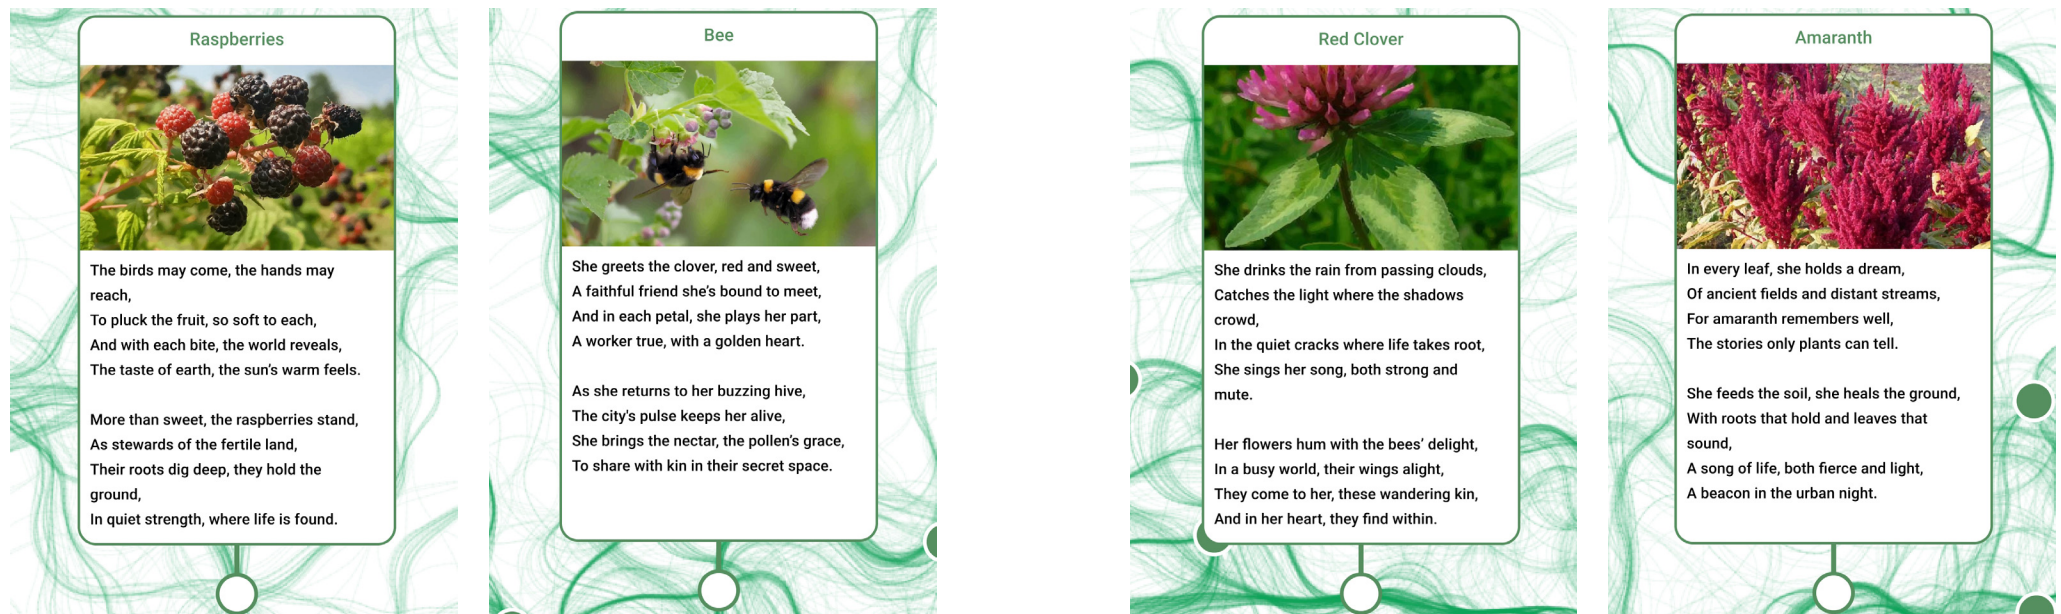 Raspberries
The birds may come, the hands may
reach,
To pluck the fruit, so soft to each,
And with each bite, the world reveals,
The taste of earth, the sun's warm feels.
More than sweet, the raspberries stand,
As stewards of the fertile land,
Their roots dig deep, they hold the
ground,
In quiet strength, where life is found.
Bee
She greets the clover, red and sweet,
A faithful friend she’s bound to meet,
And in each petal, she plays her part,
A worker true, with a golden heart.
As she returns to her buzzing hive,
The city's pulse keeps her alive,
She brings the nectar, the pollen’s grace,
To share with kin in their secret space.
Red Clover
She drinks the rain from passing clouds,
Catches the light where the shadows
crowd,
In the quiet cracks where life takes root,
She sings her song, both strong and
mute.
Her flowers hum with the bees’ delight,
In a busy world, their wings alight,
They come to her, these wandering kin,
And in her heart, they find within.
Amaranth
In every leaf, she holds a dream,
Of ancient fields and distant streams,
For amaranth remembers well,
The stories only plants can tell.
She feeds the soil, she heals the ground,
With roots that hold and leaves that
sound,
A song of life, both fierce and light,
A beacon in the urban night.